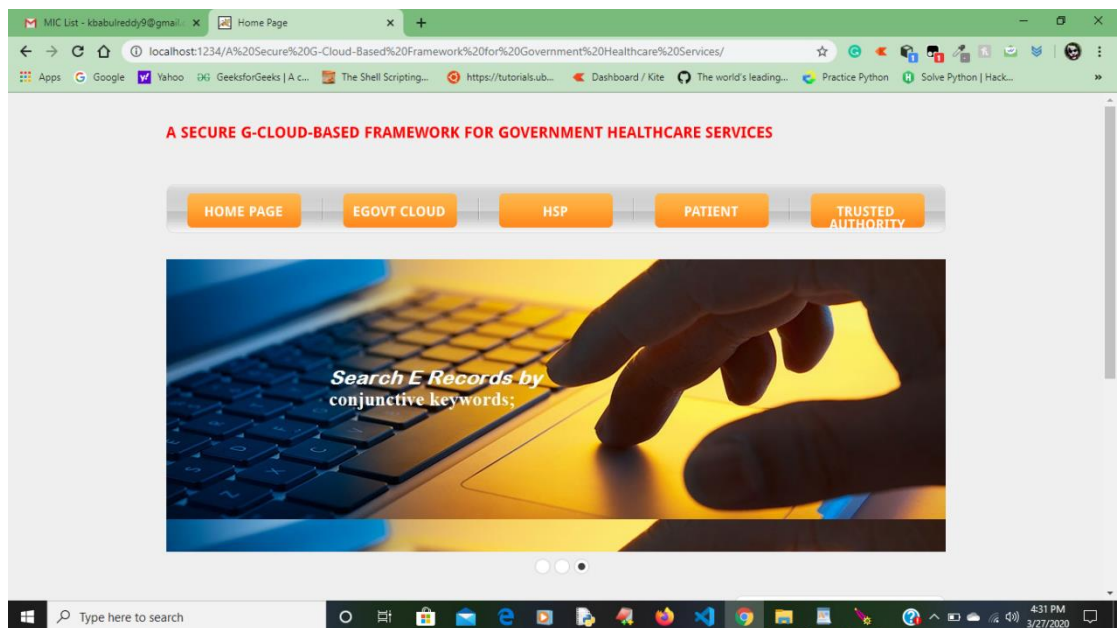 MIC List - kbabulreddy9@gmail.c
Home Page
localhost:1234/A%20Secure%20G-Cloud-Based%20Framework%20for%20Government%20Healthcare%20Services/
Apps Google Yahoo GeeksforGeeks | A c... The Shell Scripting... https://tutorials.ub... Dashboard / Kite The world's leading... Practice Python Solve Python | Hack... »
A SECURE G-CLOUD-BASED FRAMEWORK FOR GOVERNMENT HEALTHCARE SERVICES
HOME PAGE EGOVT CLOUD HSP PATIENT TRUSTED
AUTHORITY
Search E Records by
conjunctive keywords;
Type here to search
4:31 PM
3/27/2020